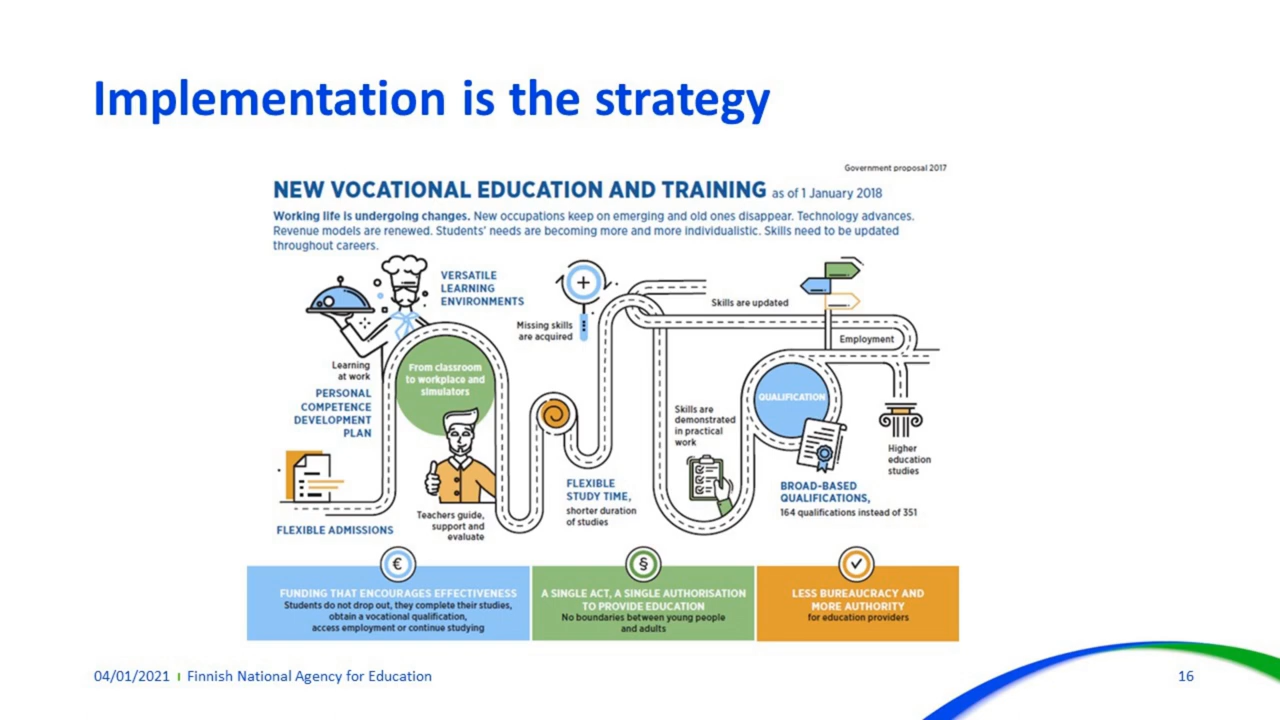 Implementation is the strategy
Government proposal 2017
NEW VOCATIONAL EDUCATION AND TRAINING as of 1 January 2018
Working life is undergoing changes. New occupations keep on emerging and old ones disappear. Technology advances.
Revenue models are renewed. Students' needs are becoming more and more individualistic. Skills need to be updated
throughout careers.
VERSATILE
LEARNING
ENVIRONMENTS
Missing skills
are acquired
Skills are updated
Employment
Learning
at work
From classroom
to workplace and
simulators
PERSONAL
COMPETENCE
DEVELOPMENT
PLAN
QUALIFICATION
Skills are
demonstrated
in practical
work
Higher
education
studies
FLEXIBLE
STUDY TIME,
shorter duration
of studies
BROAD-BASED
QUALIFICATIONS,
164 qualifications instead of 351
FLEXIBLE ADMISSIONS
Teachers guide,
support and
evaluate
€
FUNDING THAT ENCOURAGES EFFECTIVENESS
Students do not drop out, they complete their studies,
obtain a vocational qualification,
access employment or continue studying
§
A SINGLE ACT, A SINGLE AUTHORISATION
TO PROVIDE EDUCATION
No boundaries between young people
and adults
LESS BUREAUCRACY AND
MORE AUTHORITY
for education providers
04/01/2021 Finnish National Agency for Education
16